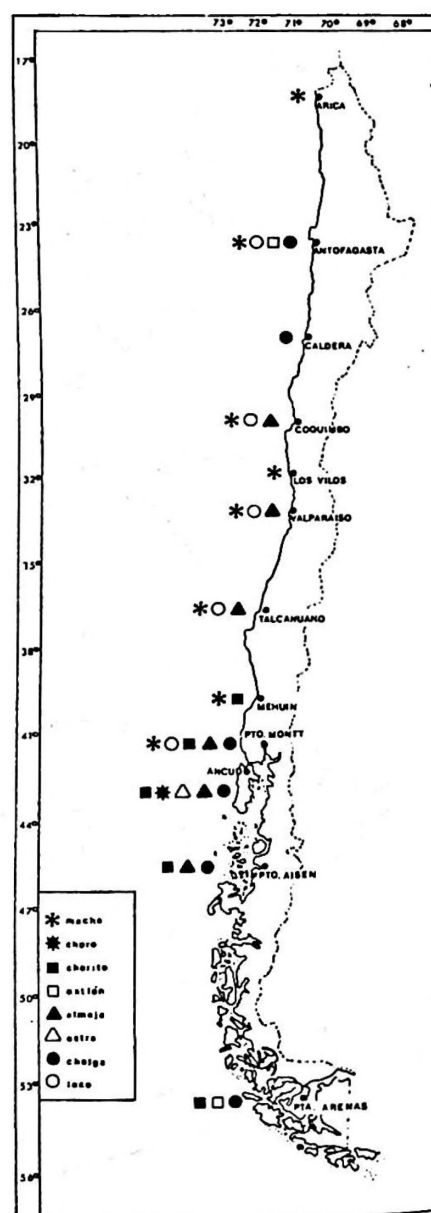 73° 72° 71° 70° 69° 68°
17°
ARICA
20°
23°
ANTOFAGASTA
26°
CALDERA
29°
COQUIMBO
32°
LOS VILOS
VALPARAISO
15°
TALCAHUANO
38°
MEHUIN
41°
PTO. MONTT
ANCUD
44°
PTO. AISEN
47°
macha
choro
chorito
ostión
almeja
ostra
cholga
loco
50°
53°
PTA. ARENAS
56°